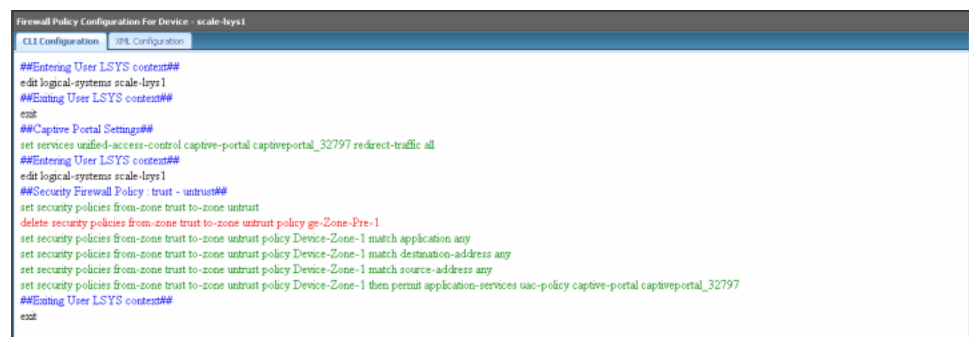 Firewall Policy Configuration For Device - scale-lsys1
CLI Configuration XML Configuration
##Entering User LSYS context##
edit logical-systems scale-lsys1
##Exiting User LSYS context##
exit
##Captive Portal Settings##
set services unified-access-control captive-portal captiveportal_32797 redirect-traffic all
##Entering User LSYS context##
edit logical-systems scale-lsys1
##Security Firewall Policy : trust - untrust##
set security policies from-zone trust to-zone untrust
delete security policies from-zone trust to-zone untrust policy ge-Zone-Pre-1
set security policies from-zone trust to-zone untrust policy Device-Zone-1 match application any
set security policies from-zone trust to-zone untrust policy Device-Zone-1 match destination-address any
set security policies from-zone trust to-zone untrust policy Device-Zone-1 match source-address any
set security policies from-zone trust to-zone untrust policy Device-Zone-1 then permit application-services uac-policy captive-portal captiveportal_32797
##Exiting User LSYS context##
exit